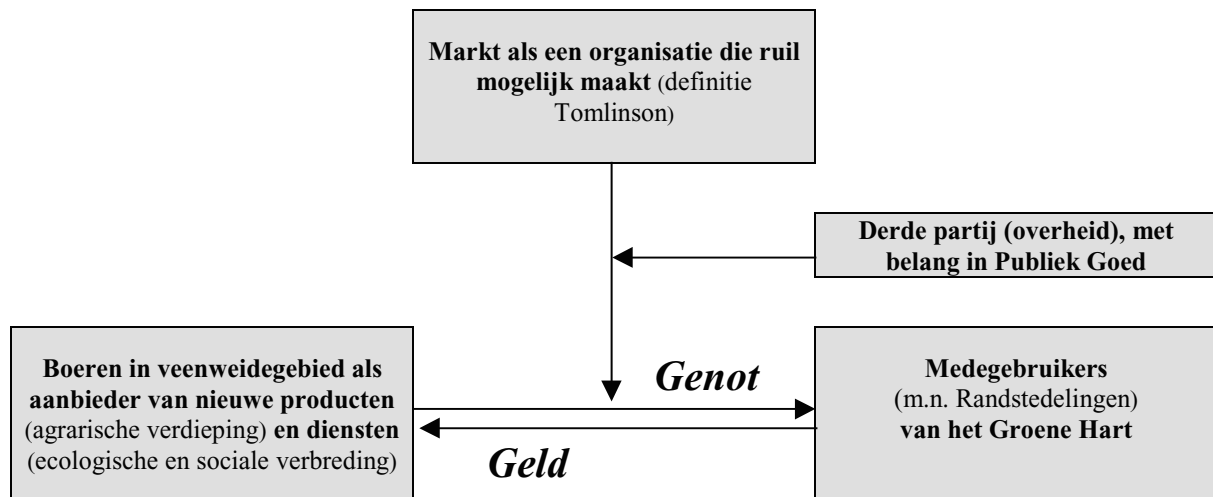 Markt als een organisatie die ruil
mogelijk maakt (definitie
Tomlinson)
Derde partij (overheid), met
belang in Publiek Goed
Boeren in veenweidegebied als
aanbieder van nieuwe producten
(agrarische verdieping) en diensten
(ecologische en sociale verbreding)
Genot
Geld
Medegebruikers
(m.n. Randstedelingen)
van het Groene Hart